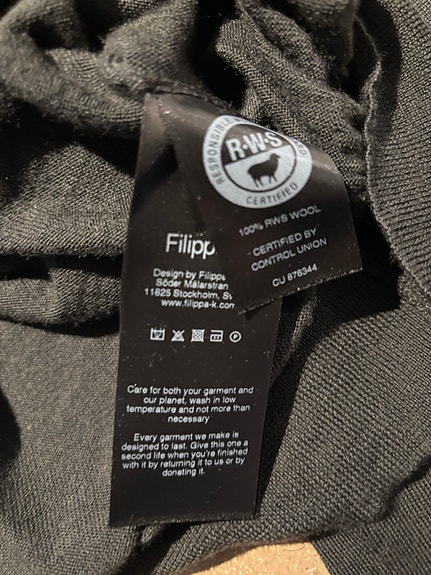 RESPONSIBLE
R·W·S
CERTIFIED
100% RWS WOOL
CERTIFIED BY
CONTROL UNION
CU 876344
Filipp
Design by Filippa
Söder Mälarstran
11825 Stockholm, Sw
www.filippa-k.com
Care for both your garment and
our planet, wash in low
temperature and not more than
necessary
Every garment we make is
designed to last. Give this one a
second life when you're finished
with it by returning it to us or by
donating it.